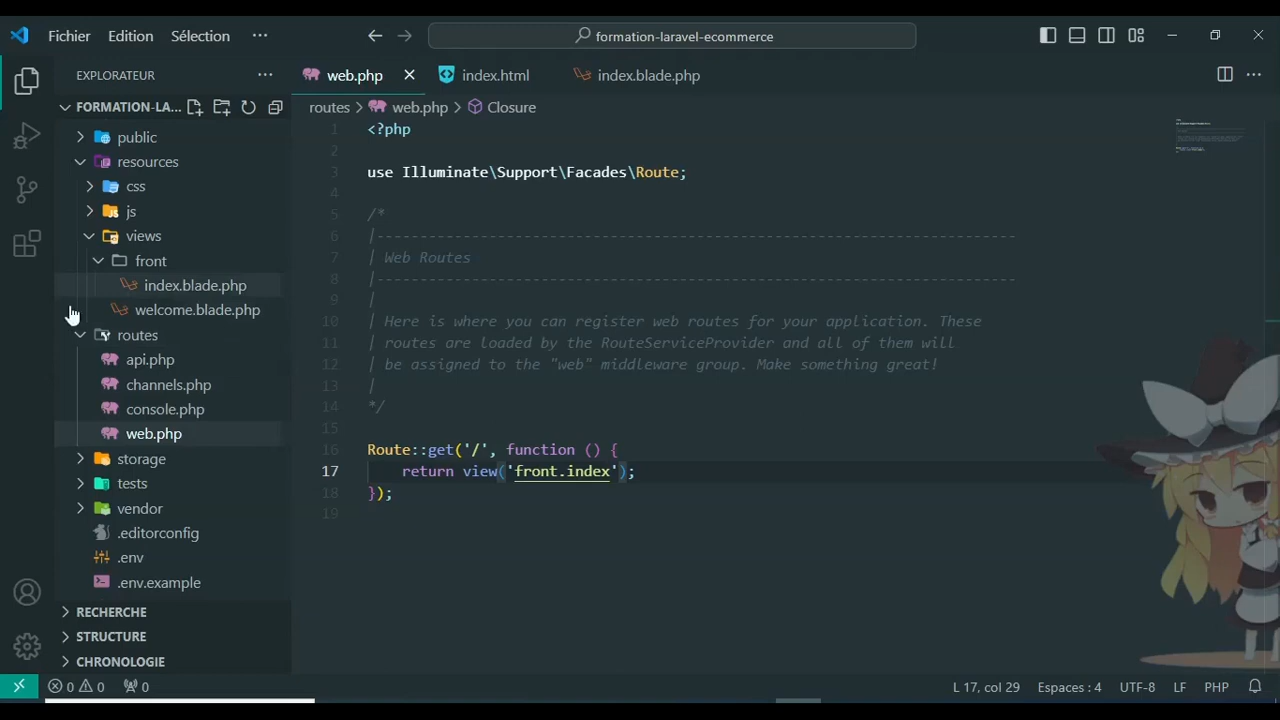 Fichier Edition Sélection ··· formation-laravel-ecommerce
EXPLORATEUR ···
FORMATION-LA...
public
resources
css
js
views
front
index.blade.php
welcome.blade.php
routes
api.php
channels.php
console.php
web.php
storage
tests
vendor
.editorconfig
.env
.env.example
RECHERCHE
STRUCTURE
CHRONOLOGIE
web.php index.html index.blade.php ···
routes > web.php > Closure
1 <?php
2
3 use Illuminate\Support\Facades\Route;
4
5 /*
6 |--------------------------------------------------------------------------
7 | Web Routes
8 |--------------------------------------------------------------------------
9 |
10 | Here is where you can register web routes for your application. These
11 | routes are loaded by the RouteServiceProvider and all of them will
12 | be assigned to the "web" middleware group. Make something great!
13 |
14 */
15
16 Route::get('/', function () {
17 return view('front.index');
18 });
19
0 0 0 L 17, col 29 Espaces : 4 UTF-8 LF PHP